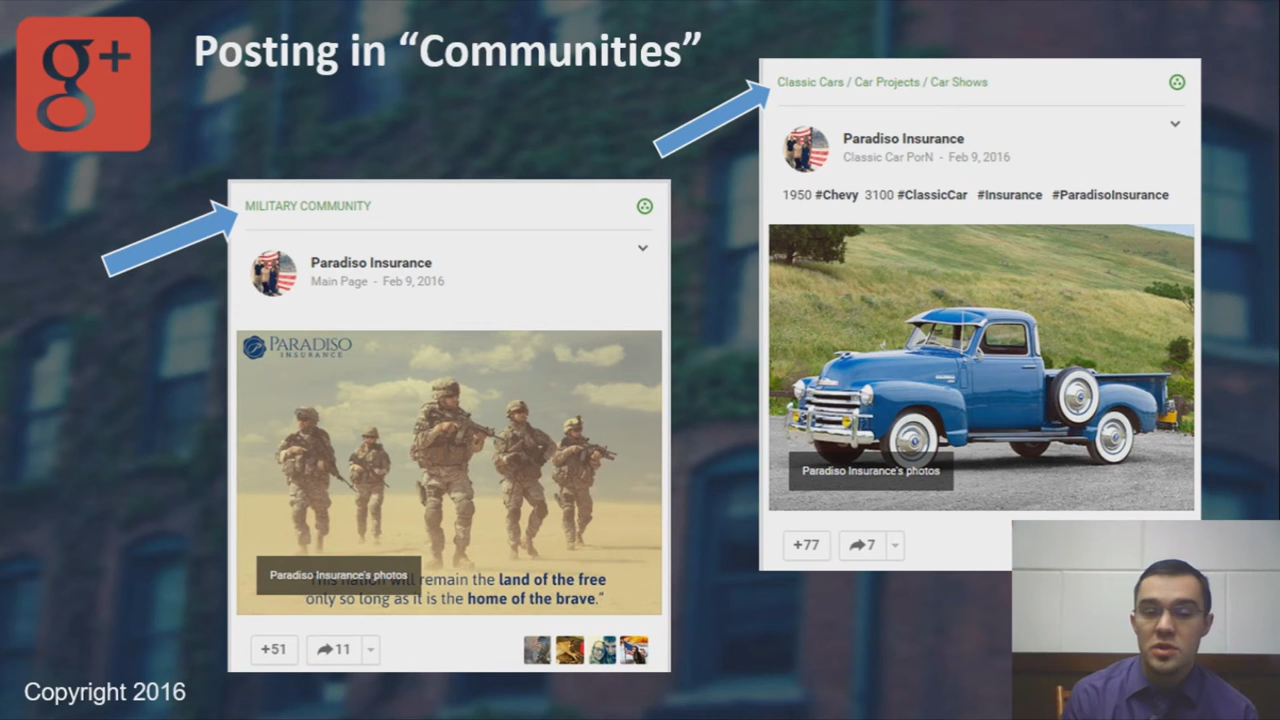 g+
Posting in “Communities”
MILITARY COMMUNITY
Paradiso Insurance
Main Page - Feb 9, 2016
PARADISO
INSURANCE
Paradiso Insurance's photos
This nation will remain the land of the free
only so long as it is the home of the brave."
+51
11
Classic Cars / Car Projects / Car Shows
Paradiso Insurance
Classic Car PorN - Feb 9, 2016
1950 #Chevy 3100 #ClassicCar #Insurance #ParadisoInsurance
Paradiso Insurance's photos
+77
7
Copyright 2016